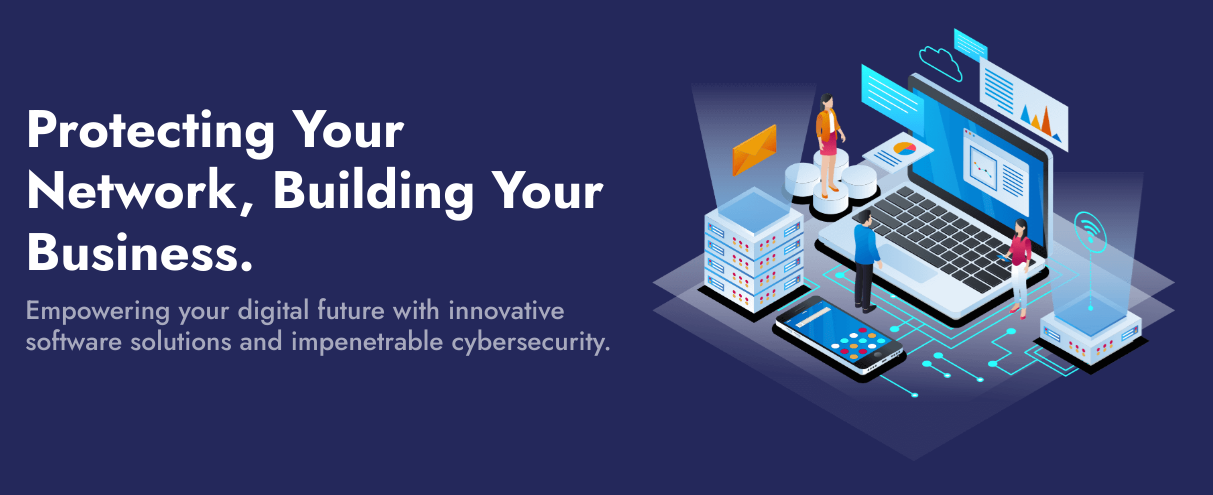 Protecting Your
Network, Building Your
Business.
Empowering your digital future with innovative
software solutions and impenetrable cybersecurity.